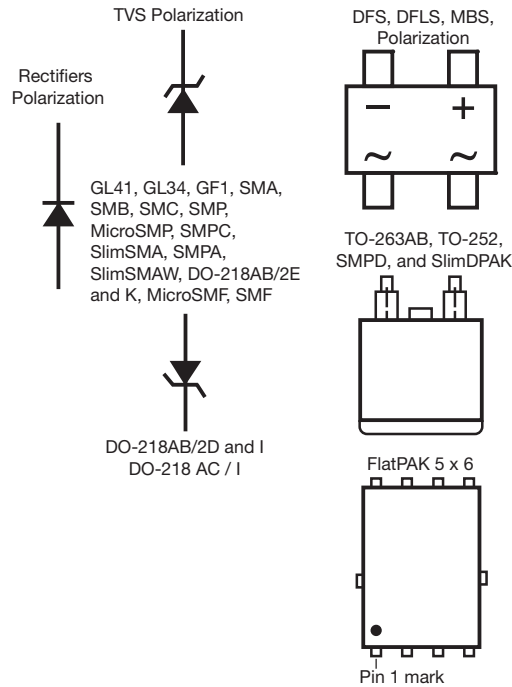 TVS Polarization
Rectifiers
Polarization
GL41, GL34, GF1, SMA,
SMB, SMC, SMP,
MicroSMP, SMPC,
SlimSMA, SMPA,
SlimSMAW, DO-218AB/2E
and K, MicroSMF, SMF
DO-218AB/2D and I
DO-218 AC / I
DFS, DFLS, MBS,
Polarization
− +
~ ~
TO-263AB, TO-252,
SMPD, and SlimDPAK
FlatPAK 5 x 6
Pin 1 mark